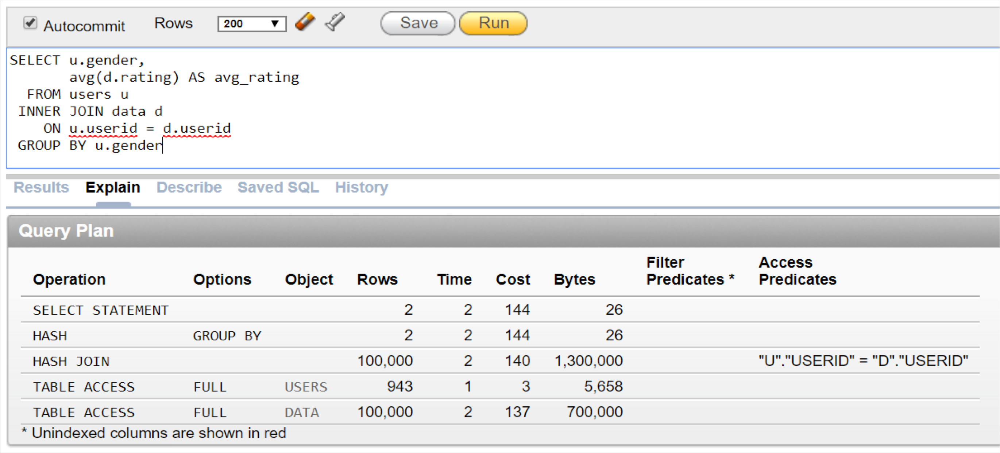 Autocommit Rows 200 Save Run
SELECT u.gender,
avg(d.rating) AS avg_rating
FROM users u
INNER JOIN data d
ON u.userid = d.userid
GROUP BY u.gender
Results Explain Describe Saved SQL History
Query Plan
Operation Options Object Rows Time Cost Bytes Filter Predicates * Access Predicates
SELECT STATEMENT 2 2 144 26
HASH GROUP BY 2 2 144 26
HASH JOIN 100,000 2 140 1,300,000 "U"."USERID" = "D"."USERID"
TABLE ACCESS FULL USERS 943 1 3 5,658
TABLE ACCESS FULL DATA 100,000 2 137 700,000
* Unindexed columns are shown in red